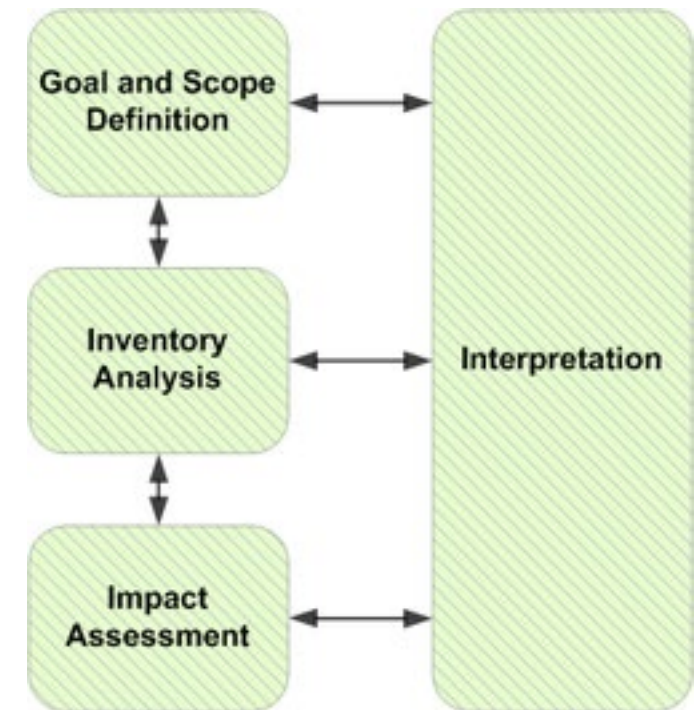 Goal and Scope
Definition
Inventory
Analysis
Interpretation
Impact
Assessment